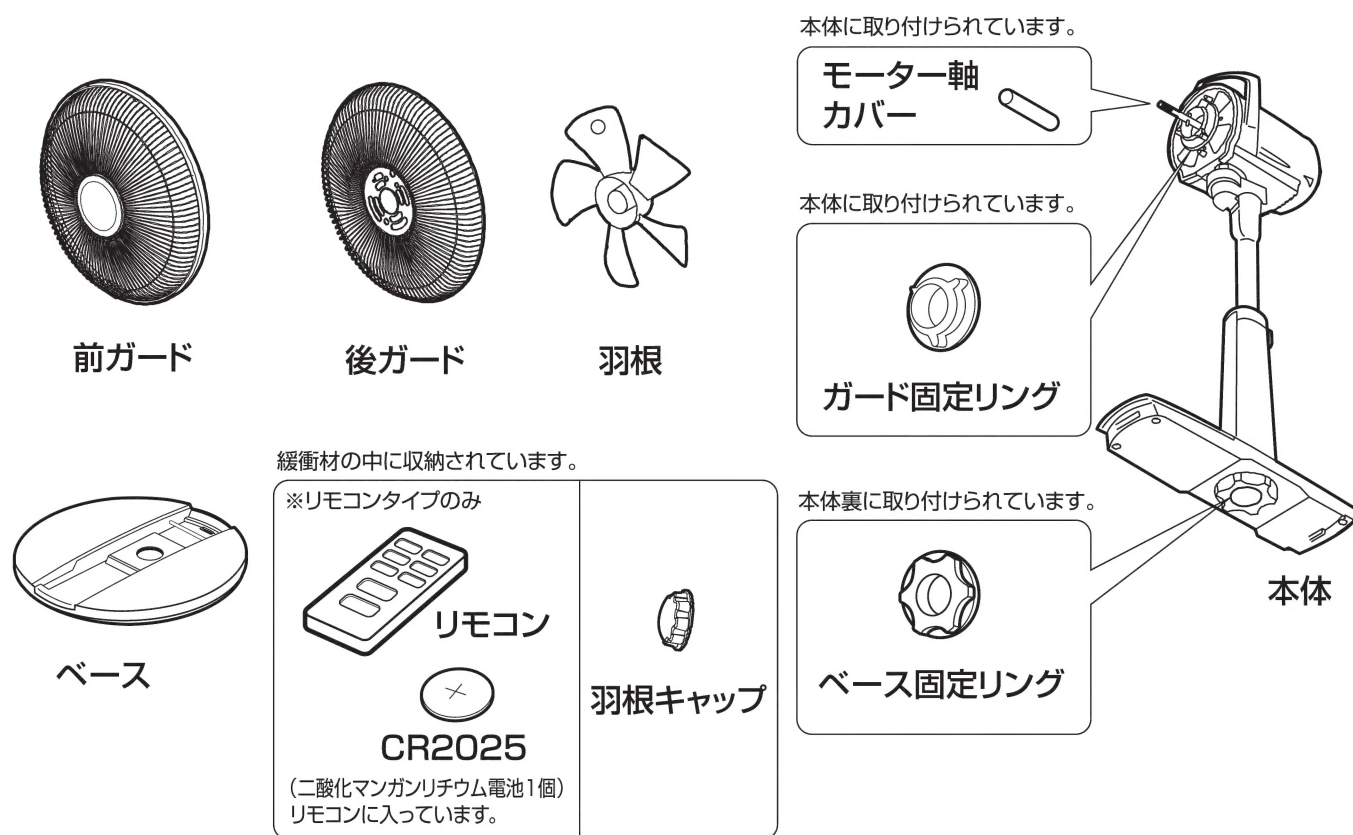 前ガード
後ガード
羽根
本体に取り付けられています。
モーター軸
カバー
本体に取り付けられています。
ガード固定リング
ベース
緩衝材の中に収納されています。
※リモコンタイプのみ
リモコン
CR2025
(二酸化マンガンリチウム電池1個)
リモコンに入っています。
羽根キャップ
本体裏に取り付けられています。
ベース固定リング
本体